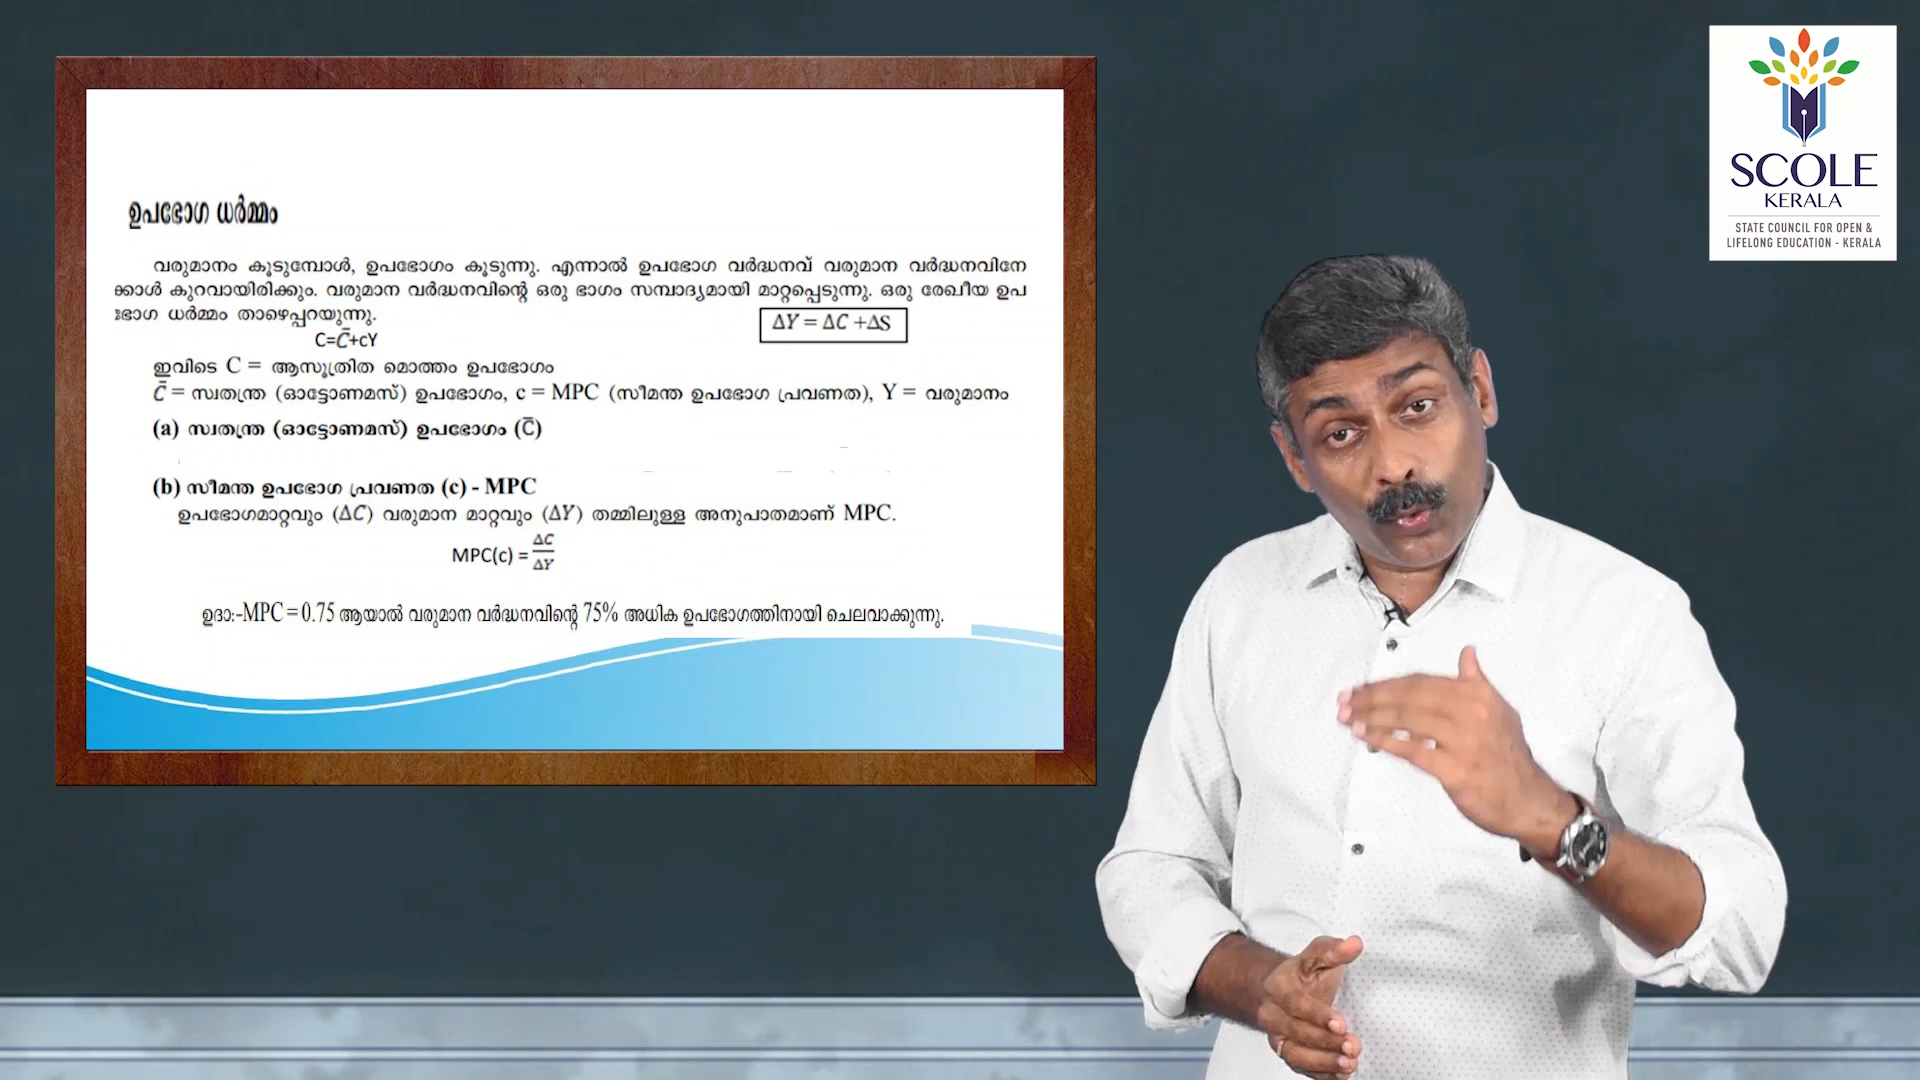 ഉപഭോഗ ധർമ്മം
വരുമാനം കൂടുമ്പോൾ, ഉപഭോഗം കൂടുന്നു. എന്നാൽ ഉപഭോഗ വർദ്ധനവ് വരുമാന വർദ്ധനവിനേ
ക്കാൾ കുറവായിരിക്കും. വരുമാന വർദ്ധനവിന്റെ ഒരു ഭാഗം സമ്പാദ്യമായി മാറ്റപ്പെടുന്നു. ഒരു രേഖീയ ഉപ
ഭോഗ ധർമ്മം താഴെപ്പറയുന്നു.
ΔY = ΔC +ΔS
C=C̅+cY
ഇവിടെ C = ആസൂത്രിത മൊത്തം ഉപഭോഗം
C̅ = സ്വതന്ത്ര (ഓട്ടോണമസ്) ഉപഭോഗം, c = MPC (സീമന്ത ഉപഭോഗ പ്രവണത), Y = വരുമാനം
(a) സ്വതന്ത്ര (ഓട്ടോണമസ്) ഉപഭോഗം (C̅)
(b) സീമന്ത ഉപഭോഗ പ്രവണത (c) - MPC
ഉപഭോഗമാറ്റവും (ΔC) വരുമാന മാറ്റവും (ΔY) തമ്മിലുള്ള അനുപാതമാണ് MPC.
MPC(c) = ΔC/ΔY
ഉദാ:-MPC = 0.75 ആയാൽ വരുമാന വർദ്ധനവിന്റെ 75% അധിക ഉപഭോഗത്തിനായി ചെലവാക്കുന്നു.
SCOLE
KERALA
STATE COUNCIL FOR OPEN &
LIFELONG EDUCATION - KERALA